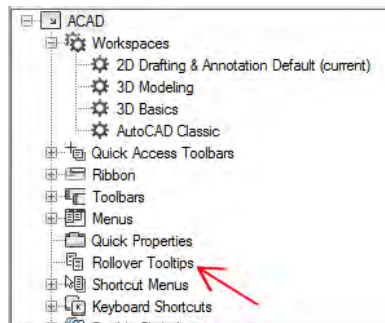 ACAD
Workspaces
2D Drafting & Annotation Default (current)
3D Modeling
3D Basics
AutoCAD Classic
Quick Access Toolbars
Ribbon
Toolbars
Menus
Quick Properties
Rollover Tooltips
Shortcut Menus
Keyboard Shortcuts